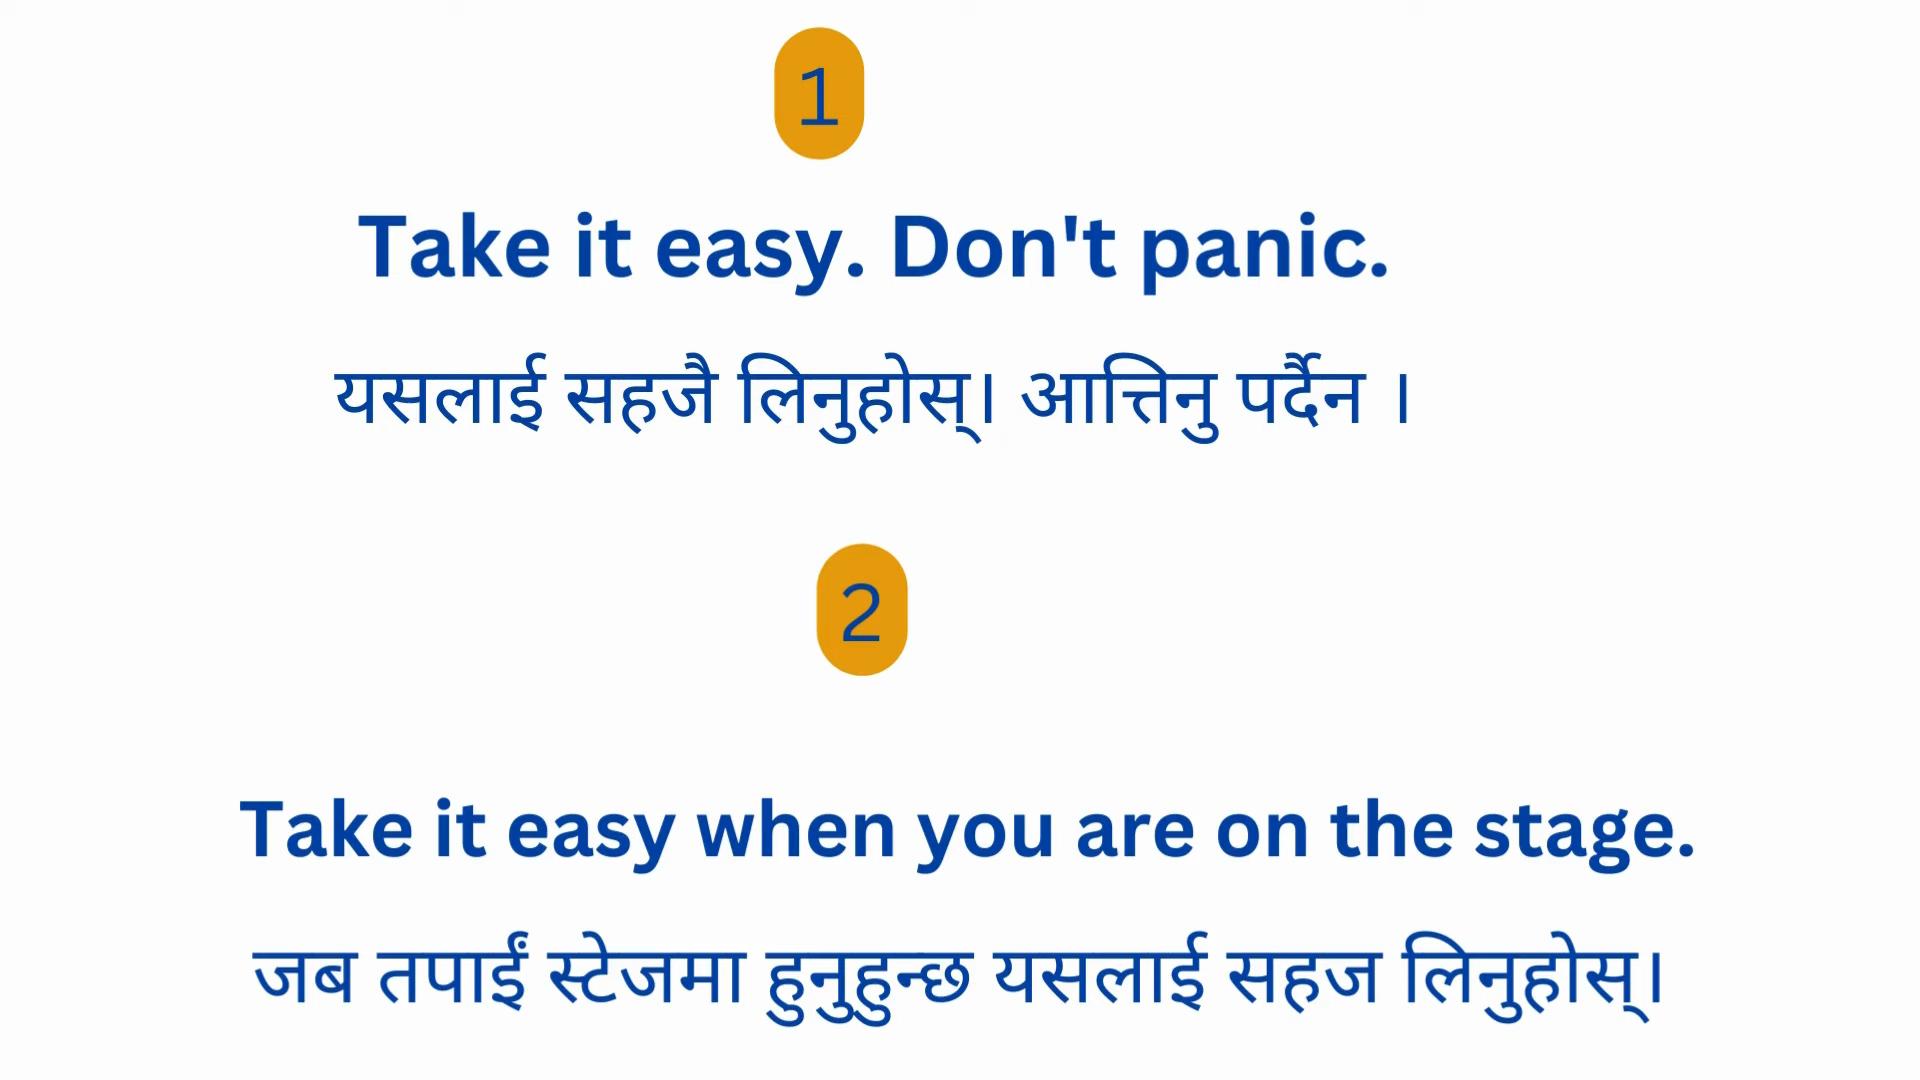 1
Take it easy. Don't panic.
यसलाई सहजै लिनुहोस्। आत्तिनु पर्दैन ।
2
Take it easy when you are on the stage.
जब तपाईं स्टेजमा हुनुहुन्छ यसलाई सहज लिनुहोस्।